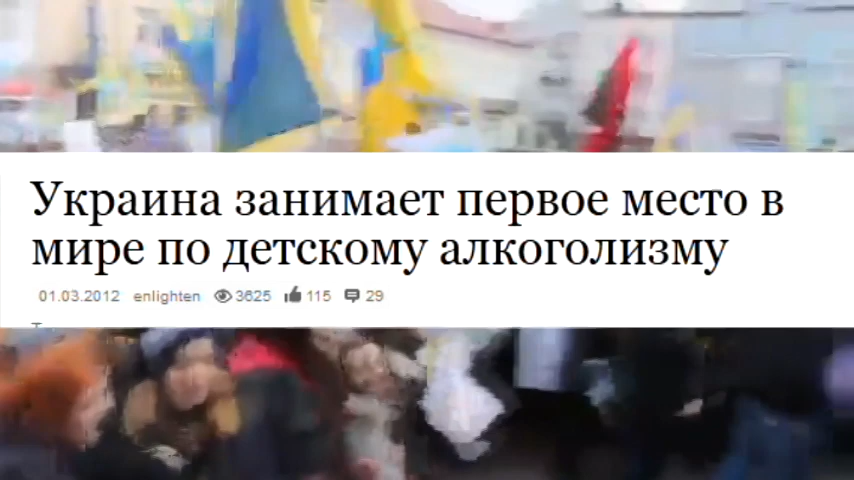 Украина занимает первое место в
мире по детскому алкоголизму
01.03.2012 enlighten 3625 115 29